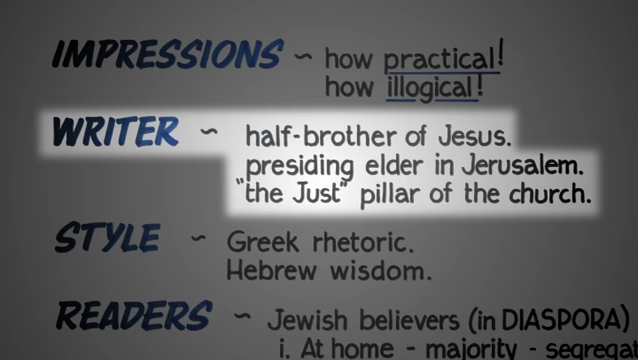 IMPRESSIONS ~ how practical!
how illogical!
WRITER ~ half-brother of Jesus.
presiding elder in Jerusalem.
"the Just" pillar of the church.
STYLE ~ Greek rhetoric.
Hebrew wisdom.
READERS ~ Jewish believers (in DIASPORA)
i. At home - majority - segregat